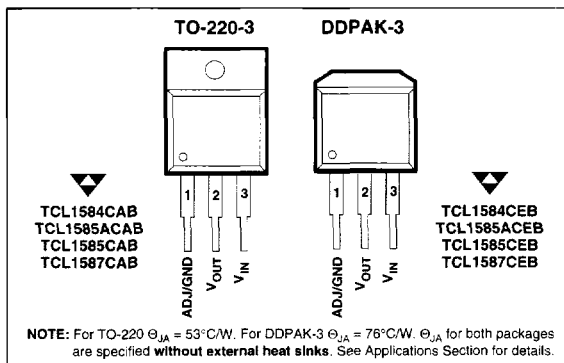 TO-220-3
DDPAK-3
1 2 3
1 2 3
TCL1584CAB
TCL1585ACAB
TCL1585CAB
TCL1587CAB
ADJ/GND
VOUT
VIN
ADJ/GND
VOUT
VIN
TCL1584CEB
TCL1585ACEB
TCL1585CEB
TCL1587CEB
NOTE: For TO-220 ΘJA = 53°C/W. For DDPAK-3 ΘJA = 76°C/W. ΘJA for both packages
are specified without external heat sinks. See Applications Section for details.